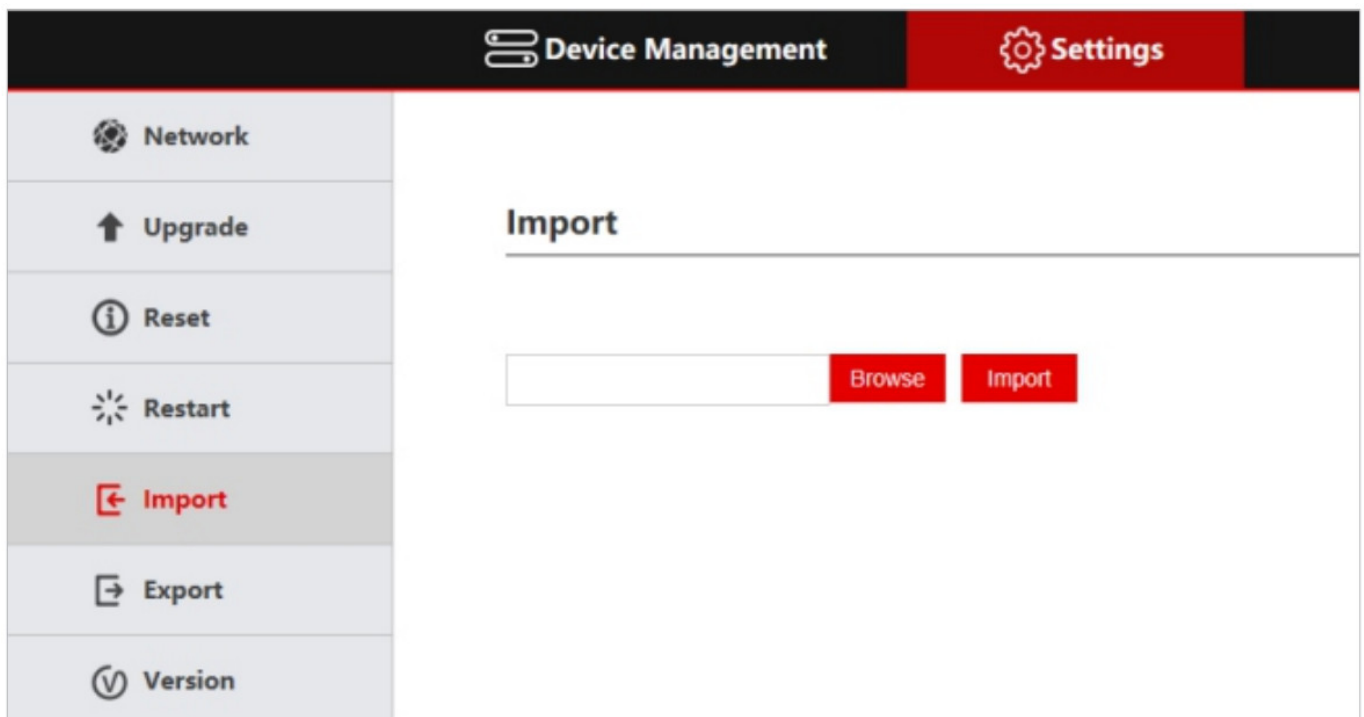 Device Management
Settings
Network
Upgrade
Reset
Restart
Import
Export
Version
Import
Browse
Import